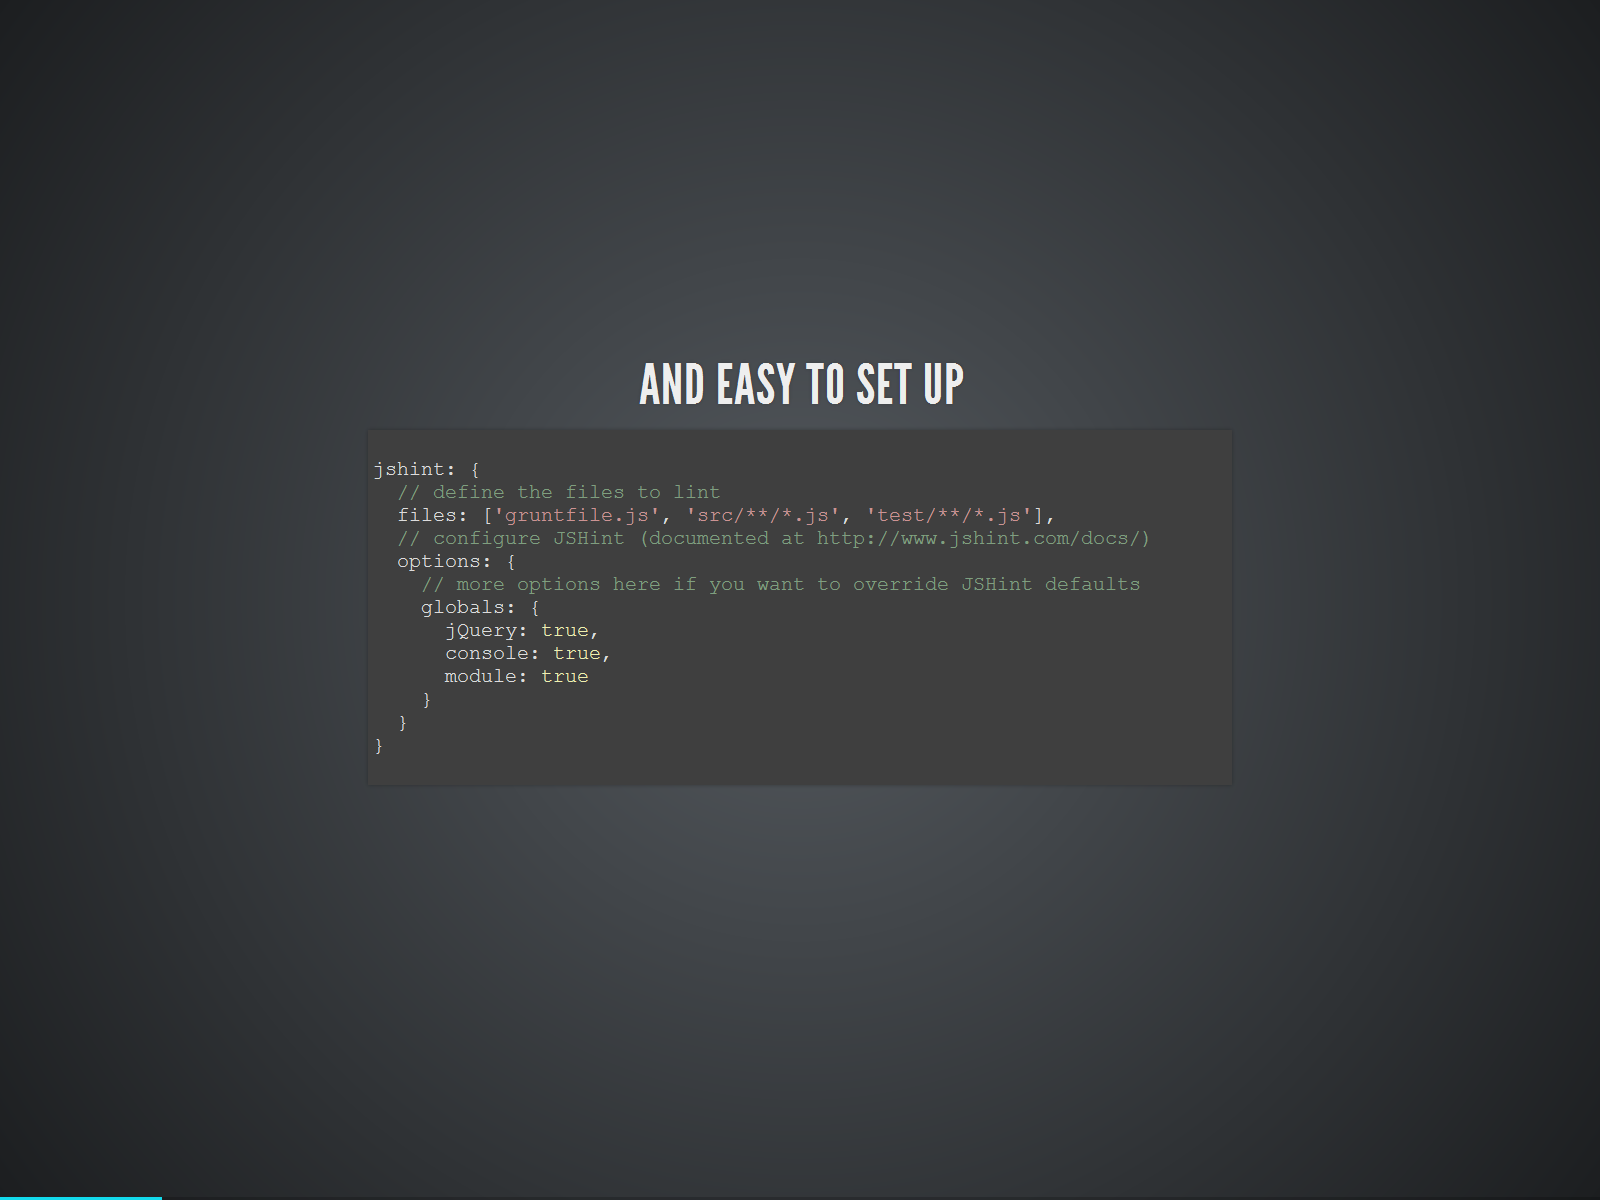 AND EASY TO SET UP
jshint: {
  // define the files to lint
  files: ['gruntfile.js', 'src/**/*.js', 'test/**/*.js'],
  // configure JSHint (documented at http://www.jshint.com/docs/)
  options: {
    // more options here if you want to override JSHint defaults
    globals: {
      jQuery: true,
      console: true,
      module: true
    }
  }
}